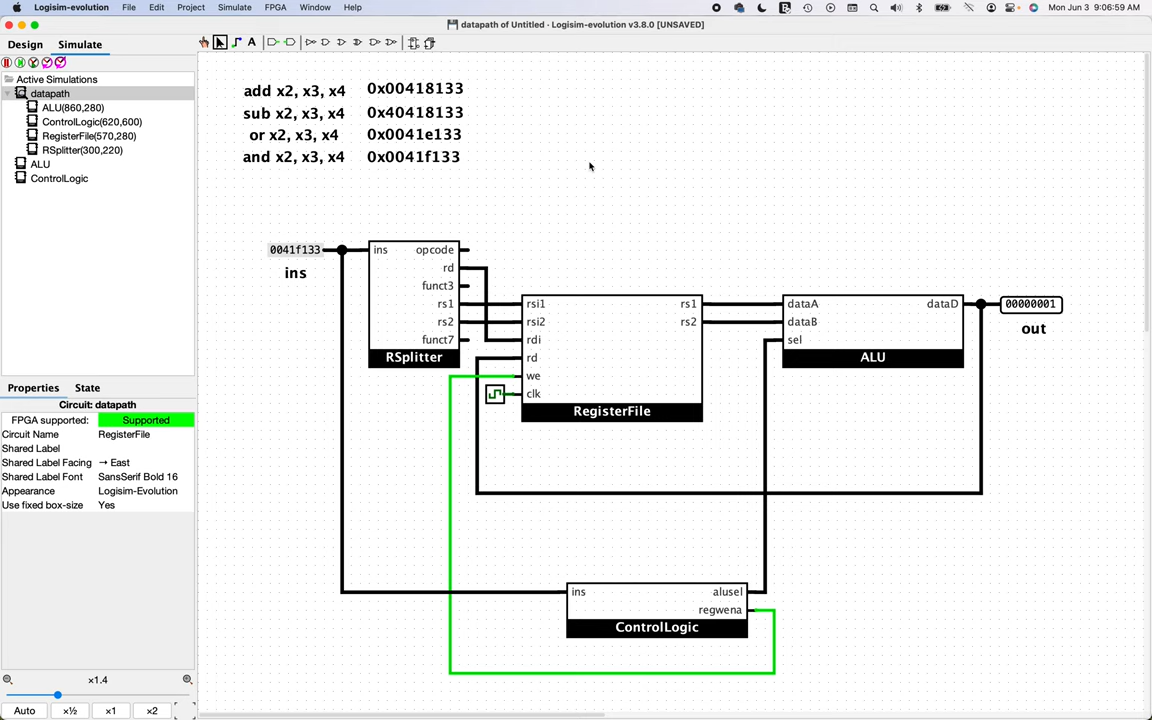 Logisim-evolution File Edit Project Simulate FPGA Window Help Mon Jun 3 9:06:59 AM
datapath of Untitled · Logisim-evolution v3.8.0 [UNSAVED]
Design Simulate
A
Active Simulations
datapath
ALU(860,280)
ControlLogic(620,600)
RegisterFile(570,280)
RSplitter(300,220)
ALU
ControlLogic
Properties State
Circuit: datapath
FPGA supported: Supported
Circuit Name RegisterFile
Shared Label
Shared Label Facing → East
Shared Label Font SansSerif Bold 16
Appearance Logisim-Evolution
Use fixed box-size Yes
×1.4
Auto ×½ ×1 ×2
add x2, x3, x4 0x00418133
sub x2, x3, x4 0x40418133
or x2, x3, x4 0x0041e133
and x2, x3, x4 0x0041f133
0041f133
ins
ins opcode
rd
funct3
rs1
rs2
funct7
RSplitter
rsi1 rs1
rsi2 rs2
rdi
rd
we
clk
RegisterFile
dataA dataD
dataB
sel
ALU
00000001
out
ins alusel
regwena
ControlLogic